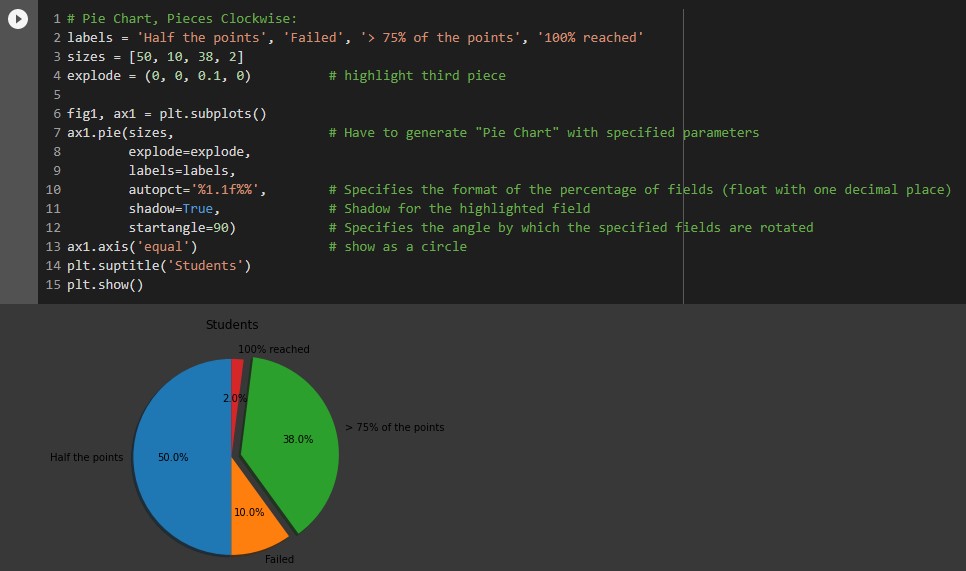 1 # Pie Chart, Pieces Clockwise:
2 labels = 'Half the points', 'Failed', '> 75% of the points', '100% reached'
3 sizes = [50, 10, 38, 2]
4 explode = (0, 0, 0.1, 0)          # highlight third piece
5
6 fig1, ax1 = plt.subplots()
7 ax1.pie(sizes,                    # Have to generate "Pie Chart" with specified parameters
8         explode=explode,
9         labels=labels,
10         autopct='%1.1f%%',        # Specifies the format of the percentage of fields (float with one decimal place)
11         shadow=True,              # Shadow for the highlighted field
12         startangle=90)            # Specifies the angle by which the specified fields are rotated
13 ax1.axis('equal')                 # show as a circle
14 plt.suptitle('Students')
15 plt.show()
Students
100% reached
2.0%
> 75% of the points
38.0%
Half the points
50.0%
10.0%
Failed